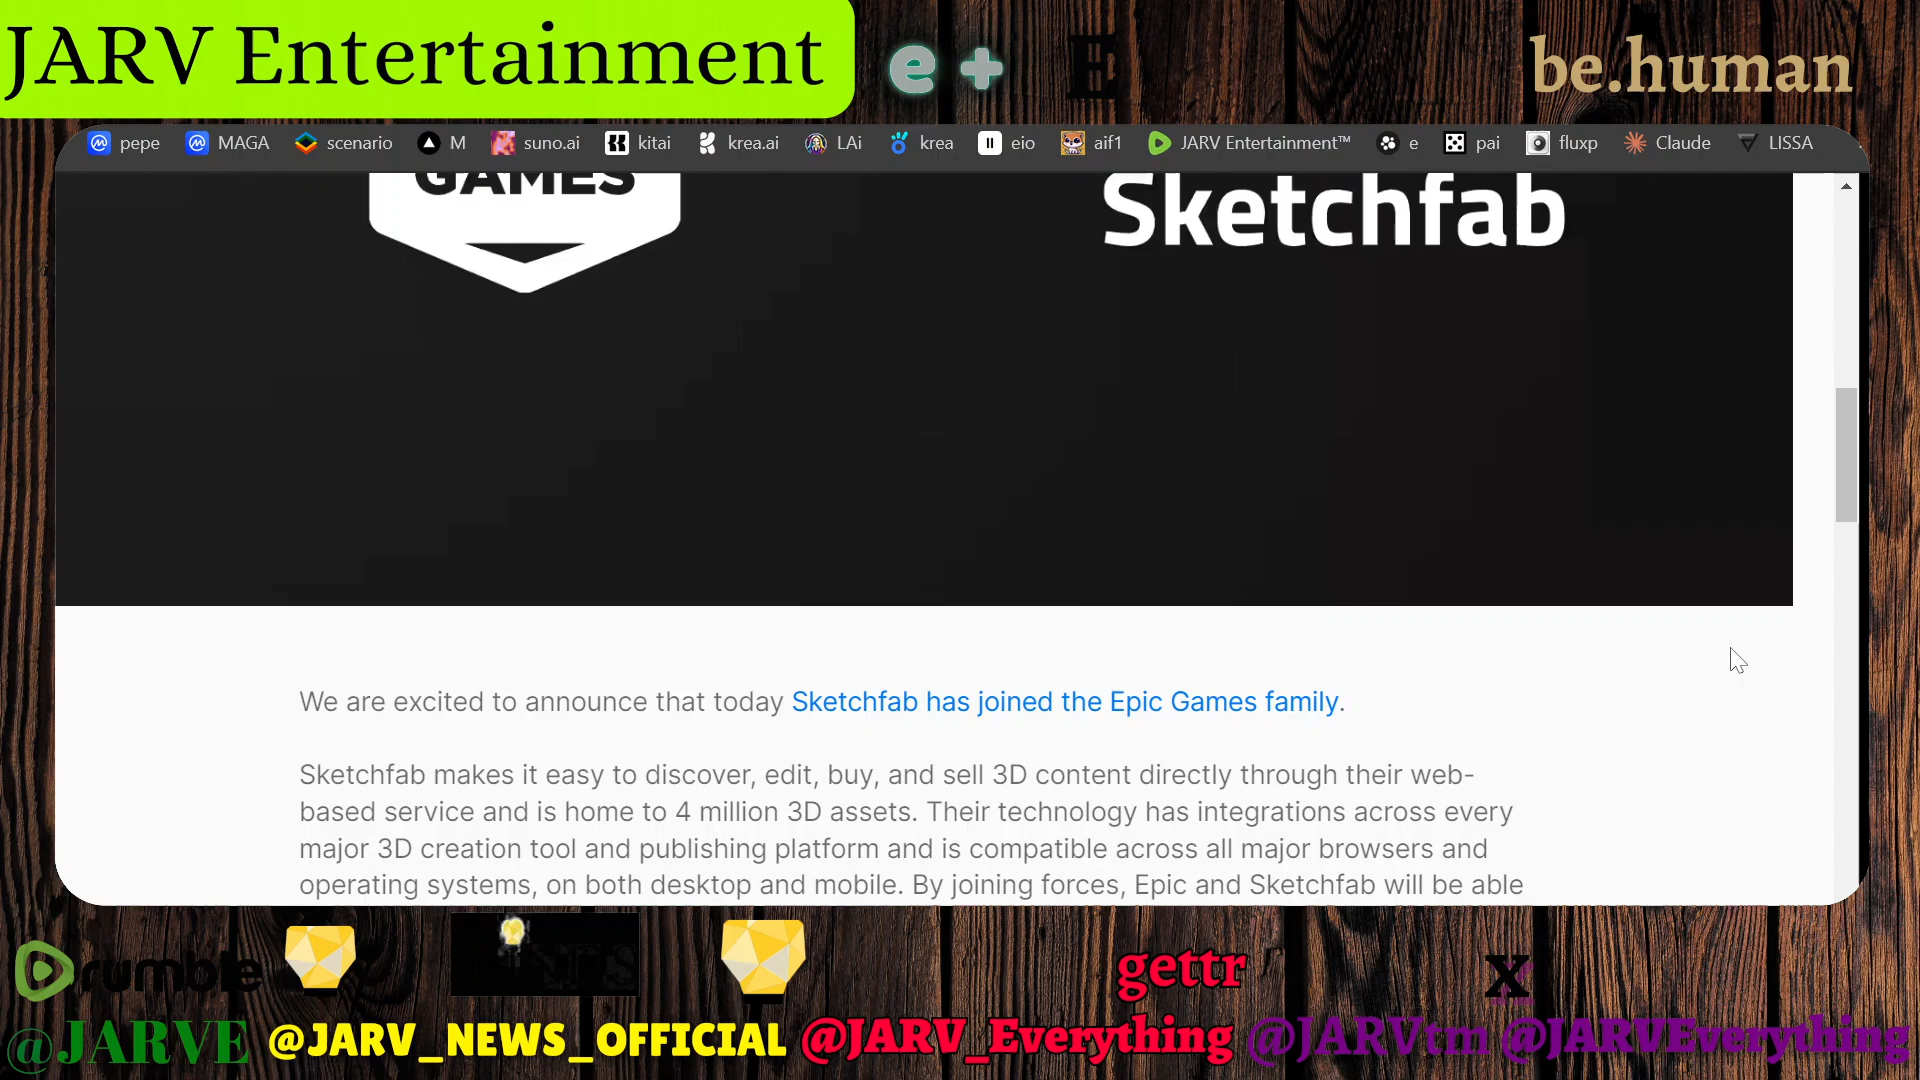 JARV Entertainment
e + E
be.human
pepe MAGA scenario M suno.ai kitai krea.ai LAi krea eio aif1 JARV Entertainment™ e pai fluxp Claude LISSA
GAMES
Sketchfab
We are excited to announce that today Sketchfab has joined the Epic Games family.
Sketchfab makes it easy to discover, edit, buy, and sell 3D content directly through their web-
based service and is home to 4 million 3D assets. Their technology has integrations across every
major 3D creation tool and publishing platform and is compatible across all major browsers and
operating systems, on both desktop and mobile. By joining forces, Epic and Sketchfab will be able
rumble
gettr
X
@JARVE
@JARV_NEWS_OFFICIAL
@JARV_Everything
@JARVtm
@JARVEverything